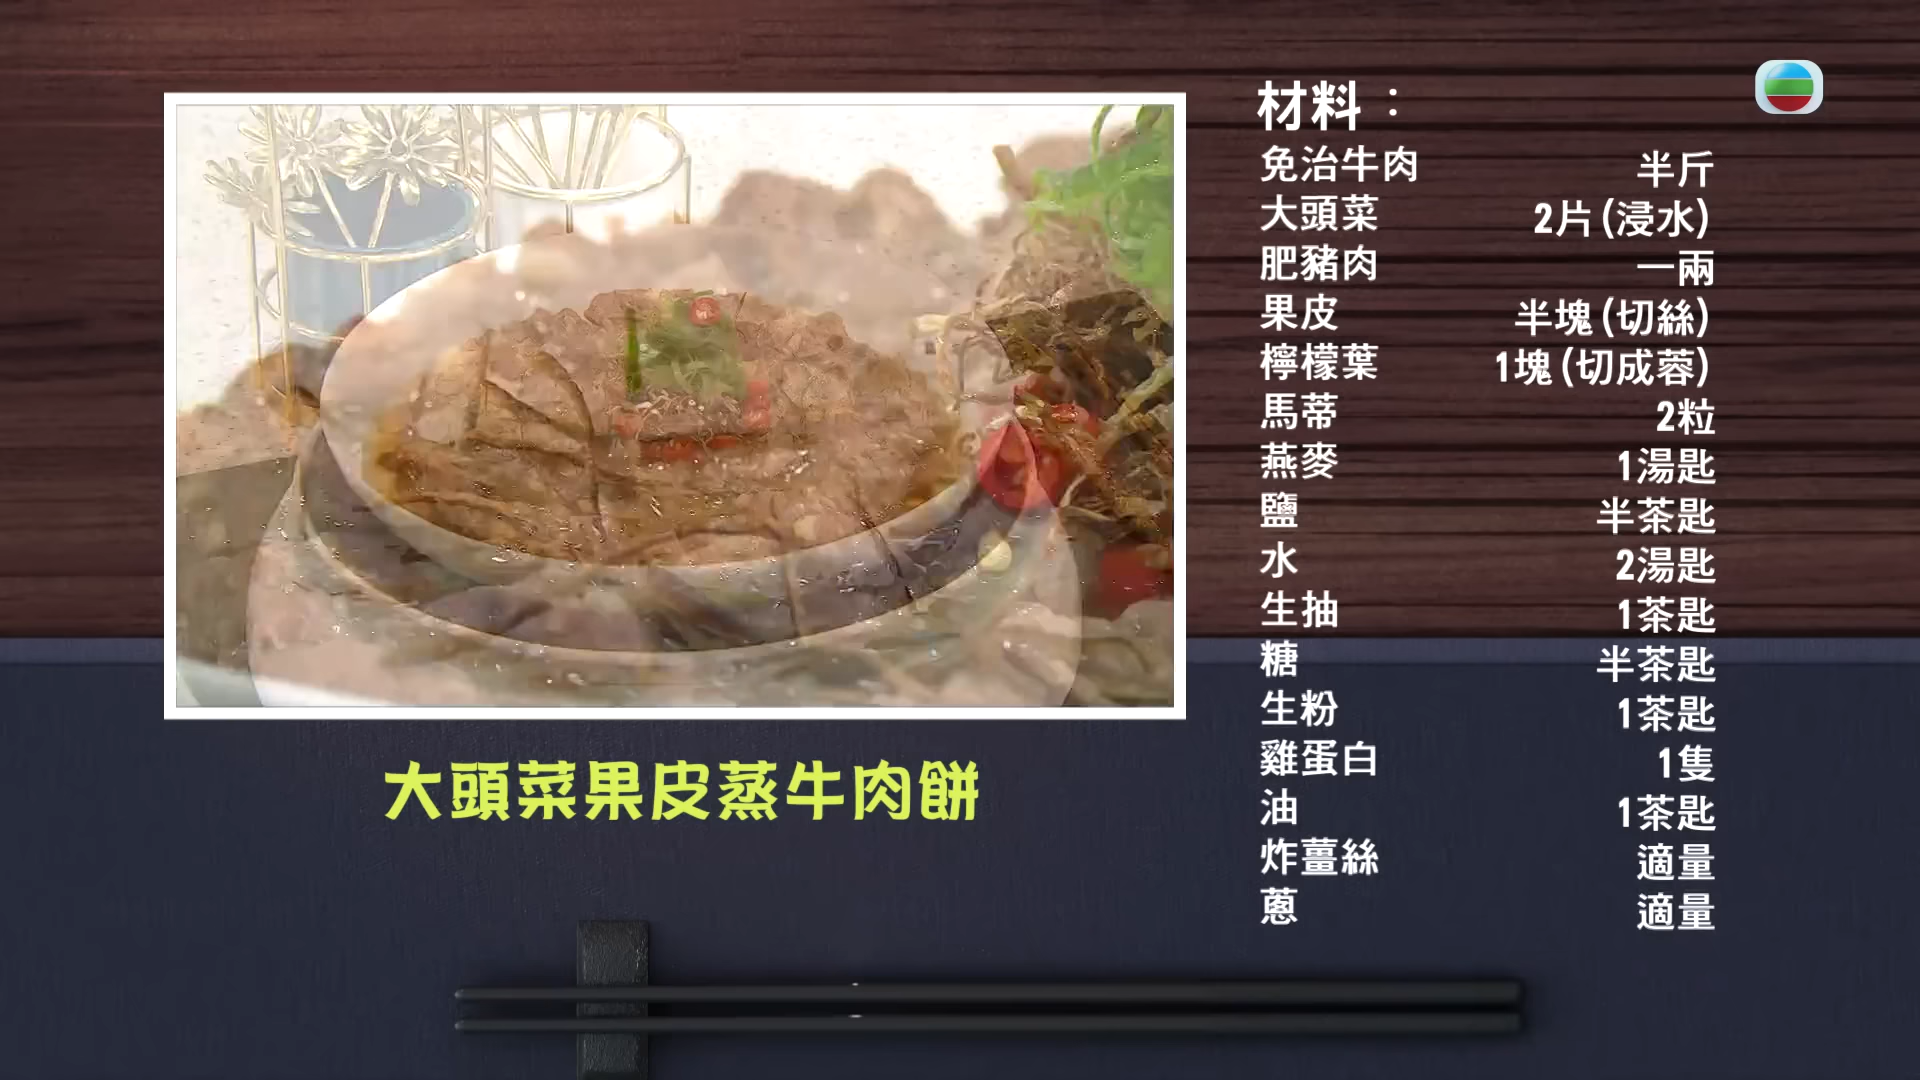 材料：
免治牛肉 半斤
大頭菜 2片(浸水)
肥豬肉 一兩
果皮 半塊(切絲)
檸檬葉 1塊(切成蓉)
馬蒂 2粒
燕麥 1湯匙
鹽 半茶匙
水 2湯匙
生抽 1茶匙
糖 半茶匙
生粉 1茶匙
雞蛋白 1隻
油 1茶匙
炸薑絲 適量
蔥 適量
大頭菜果皮蒸牛肉餅